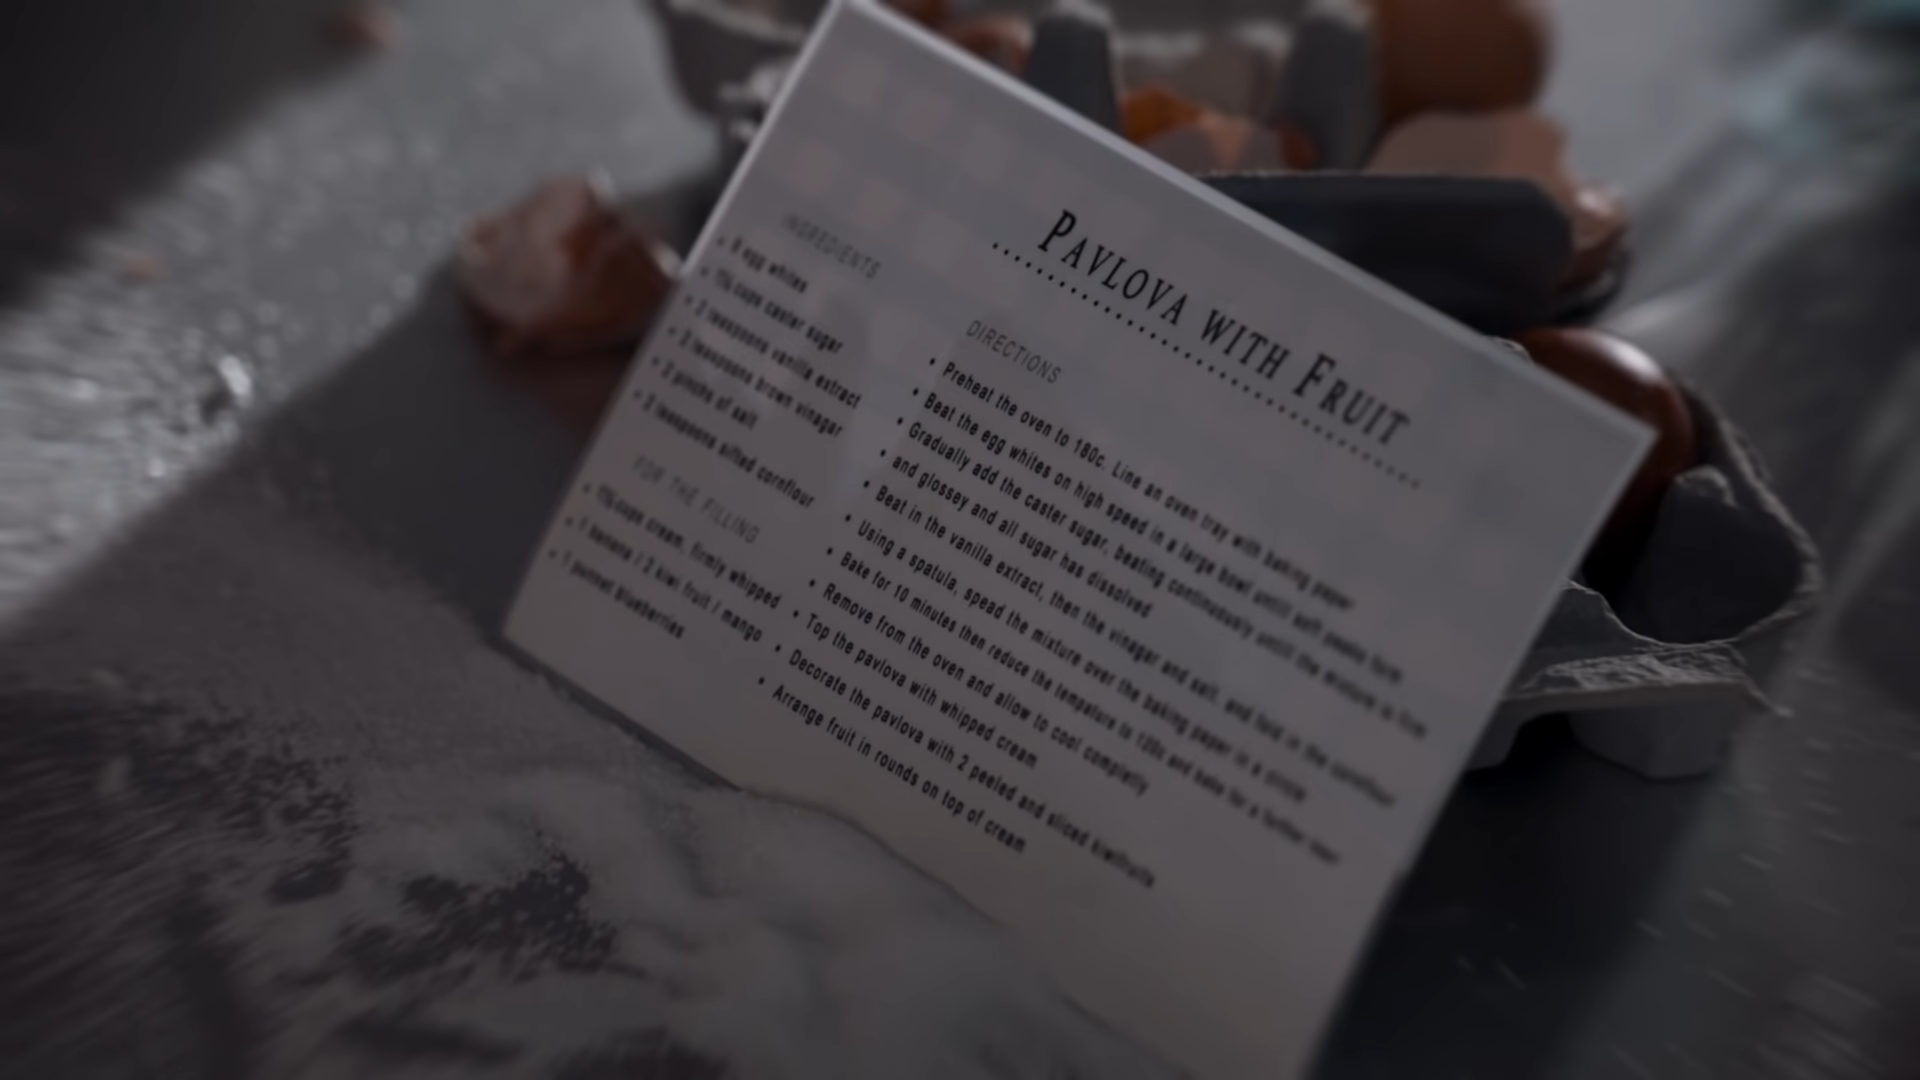 PAVLOVA WITH FRUIT
INGREDIENTS
egg whites
cups caster sugar
2 teaspoons vanilla extract
2 teaspoons brown vinegar
2 pinchs of salt
2 teaspoons sifted cornflour
FOR THE FILLING
cups cream, firmly whipped
1 banana / 2 kiwi fruit / mango
1 punnet blueberries
DIRECTIONS
• Preheat the oven to 180c. Line an oven tray with baking paper
• Beat the egg whites on high speed in a large bowl until soft peaks form
• Gradually add the caster sugar, beating continuously until the mixture is firm
• and glossey and all sugar has dissolved
• Beat in the vanilla extract, then the vinegar and salt. and fold in the cornflour
• Using a spatula, spead the mixture over the baking paper in a circle
• Bake for 10 minutes then reduce the tempature to 120c and bake for a further hour
• Remove from the oven and allow to cool completly
• Top the pavlova with whipped cream
• Decorate the pavlova with 2 peeled and sliced kiwifruits
• Arrange fruit in rounds on top of cream